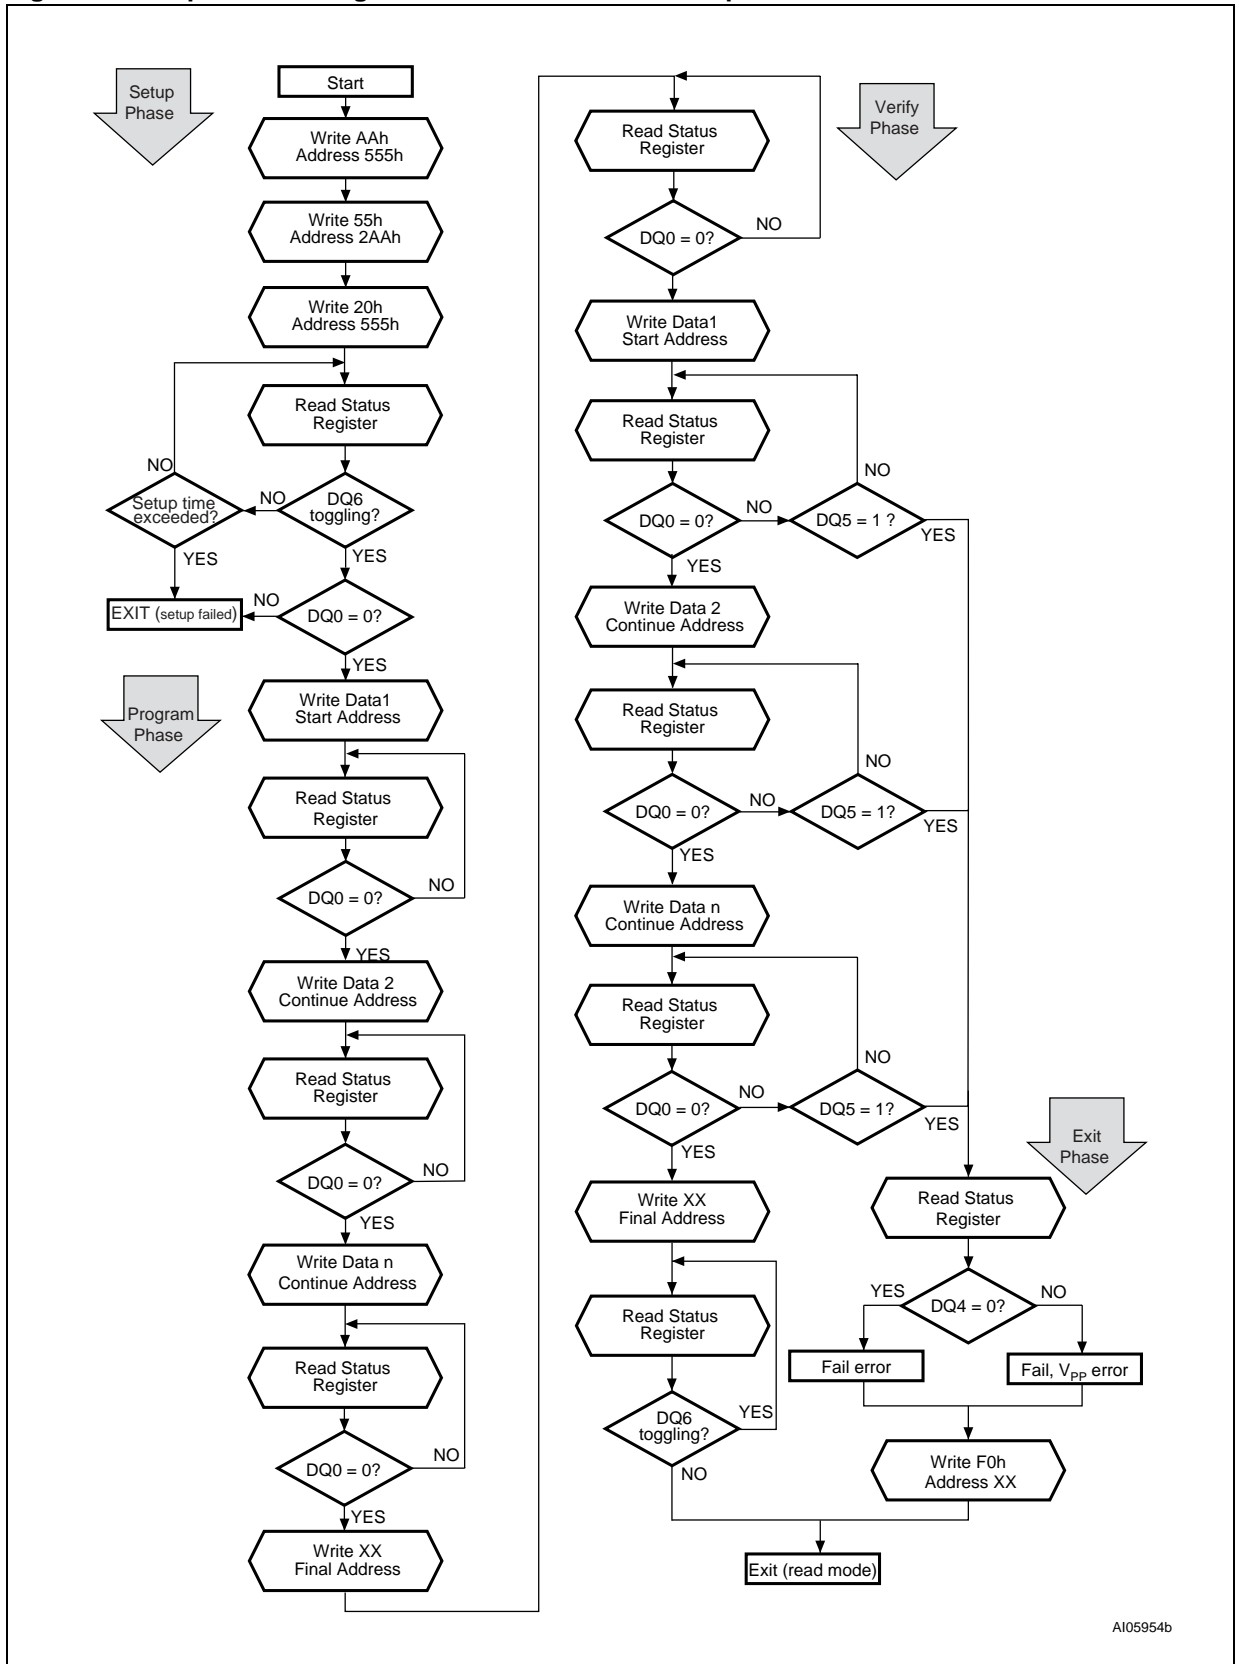 Setup
Phase
Start
Write AAh
Address 555h
Write 55h
Address 2AAh
Write 20h
Address 555h
Read Status
Register
NO
Setup time
exceeded?
NO
DQ6
toggling?
YES
YES
EXIT (setup failed)
NO
DQ0 = 0?
YES
Program
Phase
Write Data1
Start Address
Read Status
Register
DQ0 = 0?
NO
YES
Write Data 2
Continue Address
Read Status
Register
DQ0 = 0?
NO
YES
Write Data n
Continue Address
Read Status
Register
DQ0 = 0?
NO
YES
Write XX
Final Address
Verify
Phase
Read Status
Register
DQ0 = 0?
NO
Write Data1
Start Address
Read Status
Register
NO
DQ0 = 0?
NO
DQ5 = 1 ?
YES
YES
Write Data 2
Continue Address
Read Status
Register
NO
DQ0 = 0?
NO
DQ5 = 1?
YES
YES
Write Data n
Continue Address
Read Status
Register
NO
DQ0 = 0?
NO
DQ5 = 1?
YES
YES
Write XX
Final Address
Read Status
Register
DQ6
toggling?
YES
NO
Exit
Phase
Read Status
Register
YES
DQ4 = 0?
NO
Fail error
Fail, VPP error
Write F0h
Address XX
Exit (read mode)
AI05954b